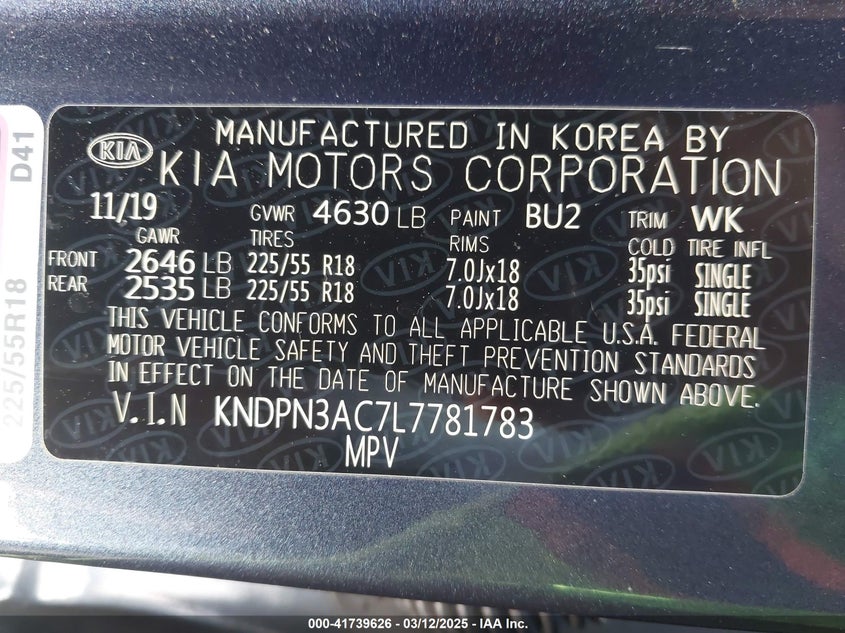 KIA
MANUFACTURED IN KOREA BY
KIA MOTORS CORPORATION
11/19 GVWR 4630 LB PAINT BU2 TRIM WK
GAWR TIRES RIMS COLD TIRE INFL
FRONT 2646 LB 225/55 R18 7.0Jx18 35psi SINGLE
REAR 2535 LB 225/55 R18 7.0Jx18 35psi SINGLE
THIS VEHICLE CONFORMS TO ALL APPLICABLE U.S.A. FEDERAL
MOTOR VEHICLE SAFETY AND THEFT PREVENTION STANDARDS
IN EFFECT ON THE DATE OF MANUFACTURE SHOWN ABOVE.
V.I.N KNDPN3AC7L7781783
MPV
D41
225/55R18
000-41739626 - 03/12/2025 - IAA Inc.